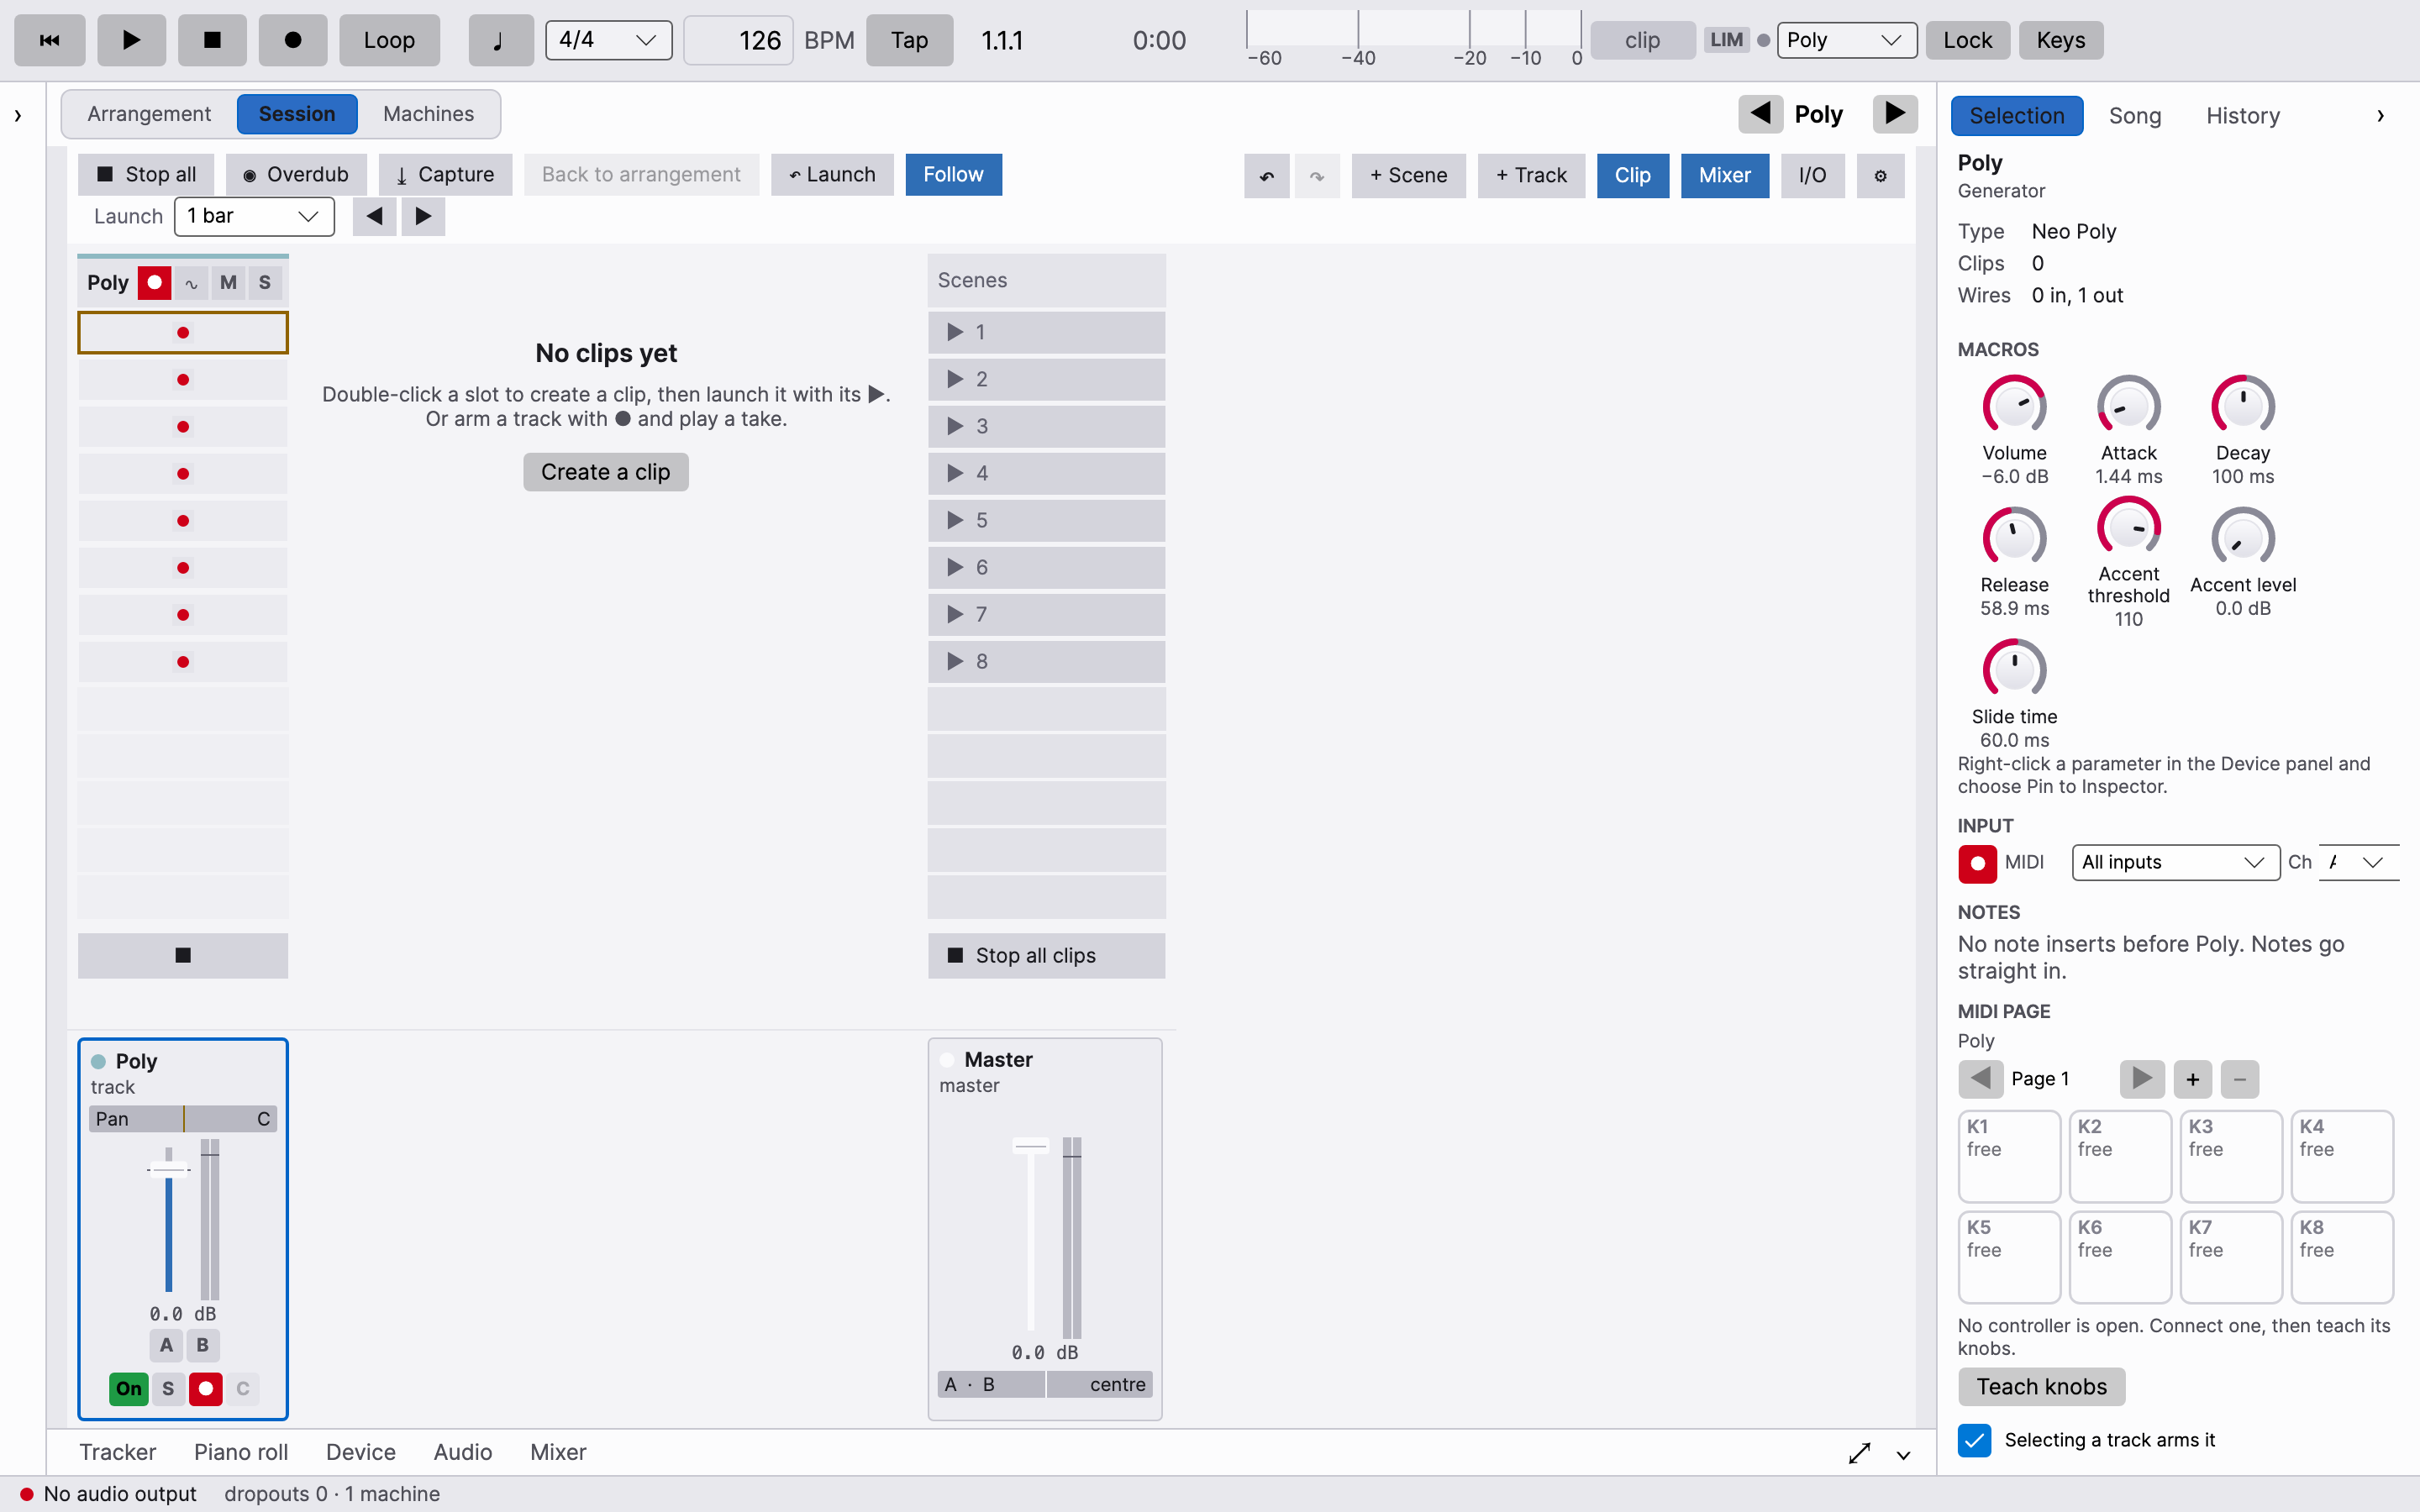 Loop
4/4
126 BPM
Tap
1.1.1
0:00
−60 −40 −20 −10 0
clip
LIM
Poly
Lock
Keys
Arrangement Session Machines
Poly
Stop all Overdub Capture Back to arrangement Launch Follow
+ Scene + Track Clip Mixer I/O
Launch 1 bar
Poly M S
No clips yet
Double-click a slot to create a clip, then launch it with its ▶.
Or arm a track with ● and play a take.
Create a clip
Scenes
1
2
3
4
5
6
7
8
Stop all clips
Poly
track
Pan C
0.0 dB
A B
On S C
Master
master
0.0 dB
A · B centre
Tracker Piano roll Device Audio Mixer
No audio output dropouts 0 · 1 machine
Selection Song History
Poly
Generator
Type Neo Poly
Clips 0
Wires 0 in, 1 out
MACROS
Volume Attack Decay
−6.0 dB 1.44 ms 100 ms
Release Accent threshold Accent level
58.9 ms 110 0.0 dB
Slide time
60.0 ms
Right-click a parameter in the Device panel and
choose Pin to Inspector.
INPUT
MIDI All inputs Ch
NOTES
No note inserts before Poly. Notes go
straight in.
MIDI PAGE
Poly
Page 1 + −
K1 K2 K3 K4
free free free free
K5 K6 K7 K8
free free free free
No controller is open. Connect one, then teach its
knobs.
Teach knobs
Selecting a track arms it